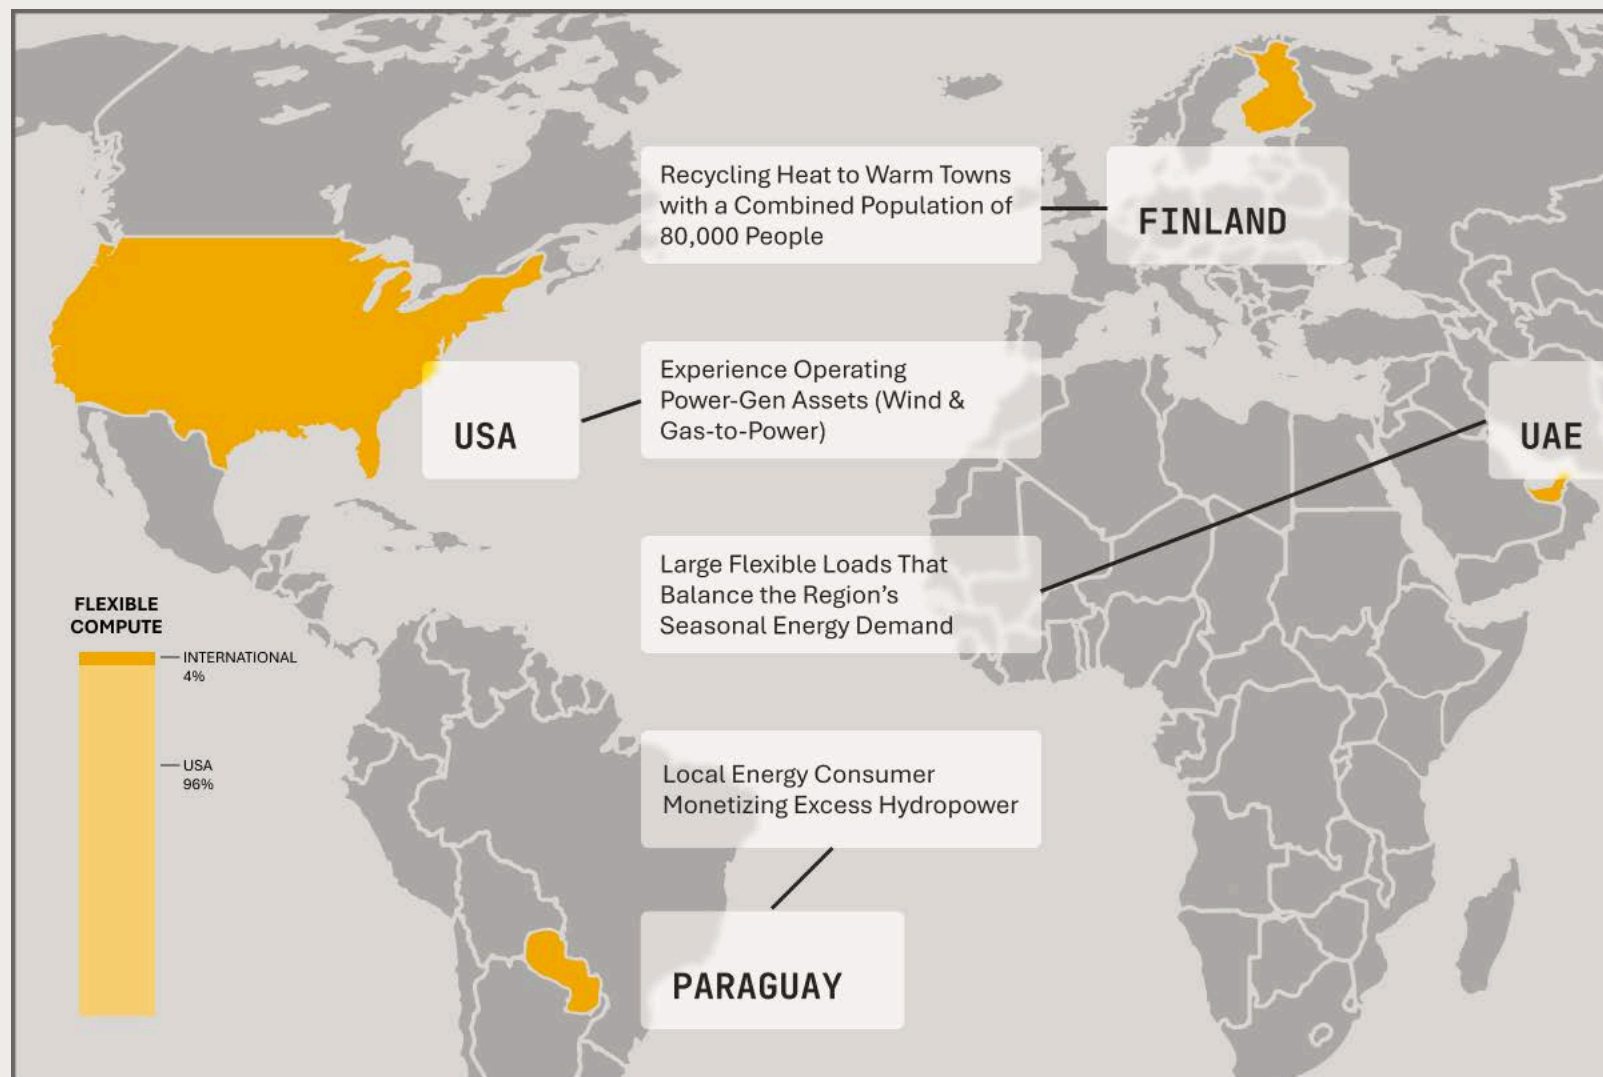 Recycling Heat to Warm Towns
with a Combined Population of
80,000 People
FINLAND
Experience Operating
Power-Gen Assets (Wind &
Gas-to-Power)
USA
UAE
Large Flexible Loads That
Balance the Region’s
Seasonal Energy Demand
FLEXIBLE
COMPUTE
INTERNATIONAL
4%
USA
96%
Local Energy Consumer
Monetizing Excess Hydropower
PARAGUAY